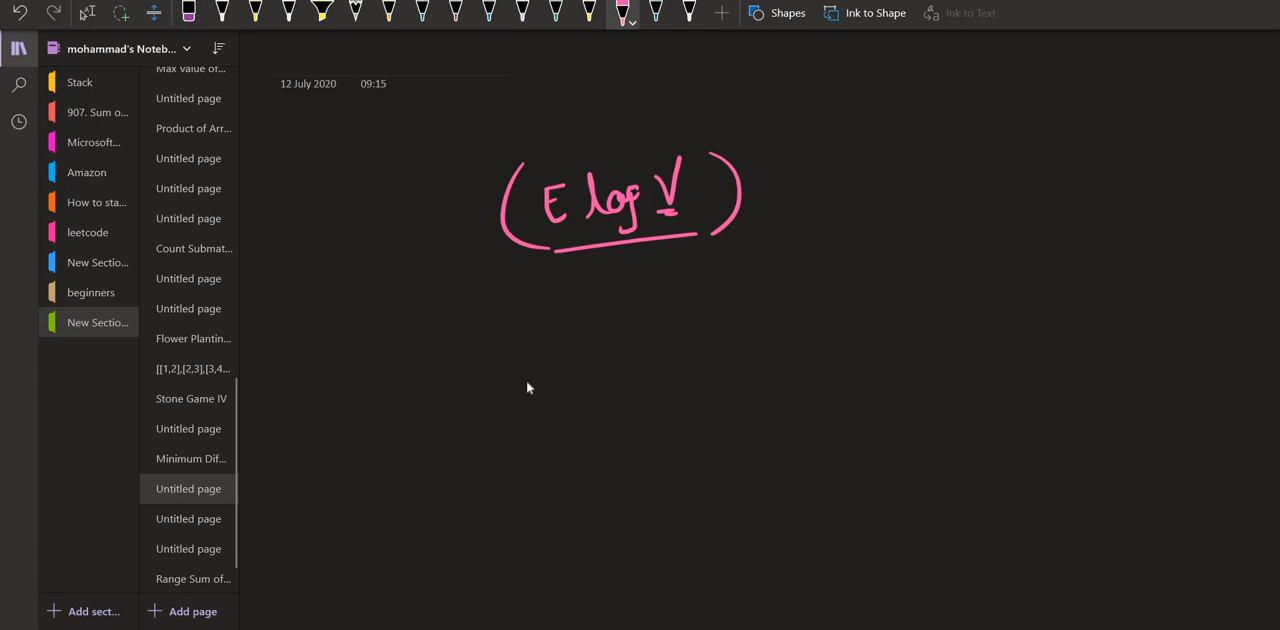 Shapes
Ink to Shape
Ink to Text
mohammad's Noteb...
Stack
907. Sum o...
Microsoft...
Amazon
How to sta...
leetcode
New Sectio...
beginners
New Sectio...
Add sect...
Max Value of...
Untitled page
Product of Arr...
Untitled page
Untitled page
Untitled page
Count Submat...
Untitled page
Untitled page
Flower Plantin...
[[1,2],[2,3],[3,4...
Stone Game IV
Untitled page
Minimum Dif...
Untitled page
Untitled page
Untitled page
Range Sum of...
Add page
12 July 2020 09:15
(E log V)